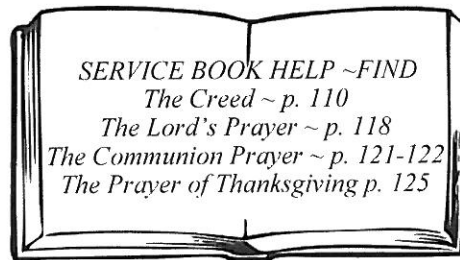 SERVICE BOOK HELP ~FIND
The Creed ~ p. 110
The Lord's Prayer ~ p. 118
The Communion Prayer ~ p. 121-122
The Prayer of Thanksgiving p. 125